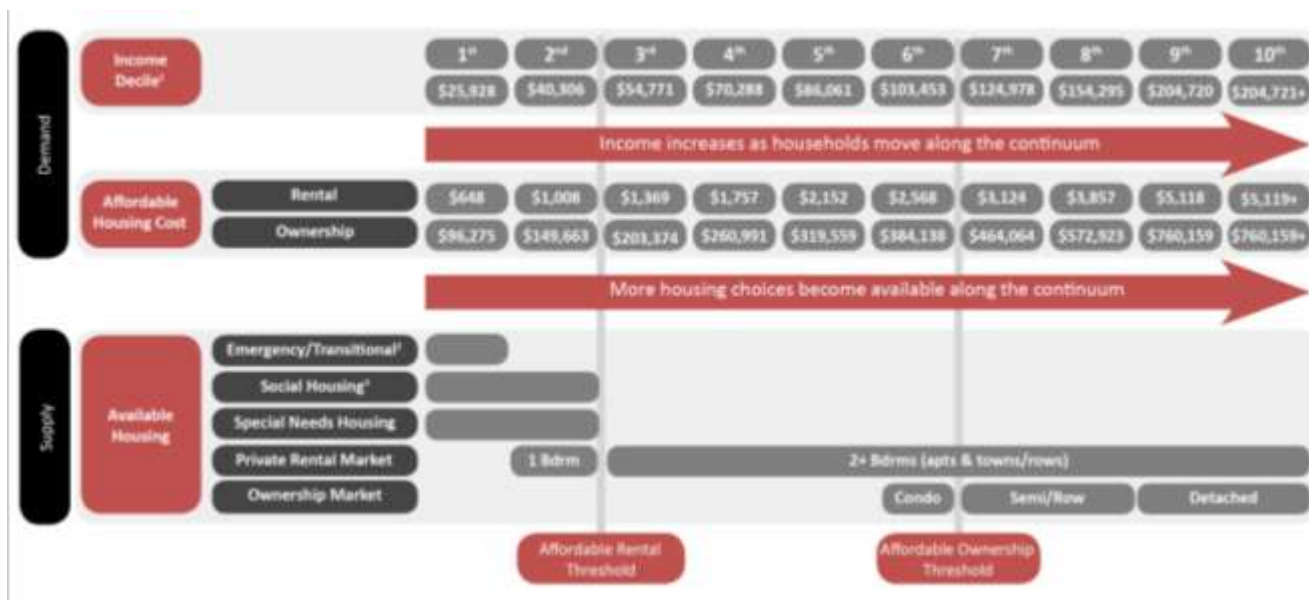 Demand
Income
Decile¹
1st 2nd 3rd 4th 5th 6th 7th 8th 9th 10th
$25,928 $40,306 $54,771 $70,288 $86,061 $103,453 $124,978 $154,295 $204,720 $204,721+
Income increases as households move along the continuum
Affordable
Housing Cost
Rental
$648 $1,008 $1,369 $1,757 $2,152 $2,568 $3,124 $3,857 $5,118 $5,119+
Ownership
$96,275 $149,663 $203,374 $260,991 $319,559 $384,138 $464,064 $572,923 $760,159 $760,159+
More housing choices become available along the continuum
Supply
Available
Housing
Emergency/Transitional²
Social Housing³
Special Needs Housing
Private Rental Market
1 Bdrm
2+ Bdrms (apts & towns/rows)
Ownership Market
Condo
Semi/Row
Detached
Affordable Rental
Threshold
Affordable Ownership
Threshold